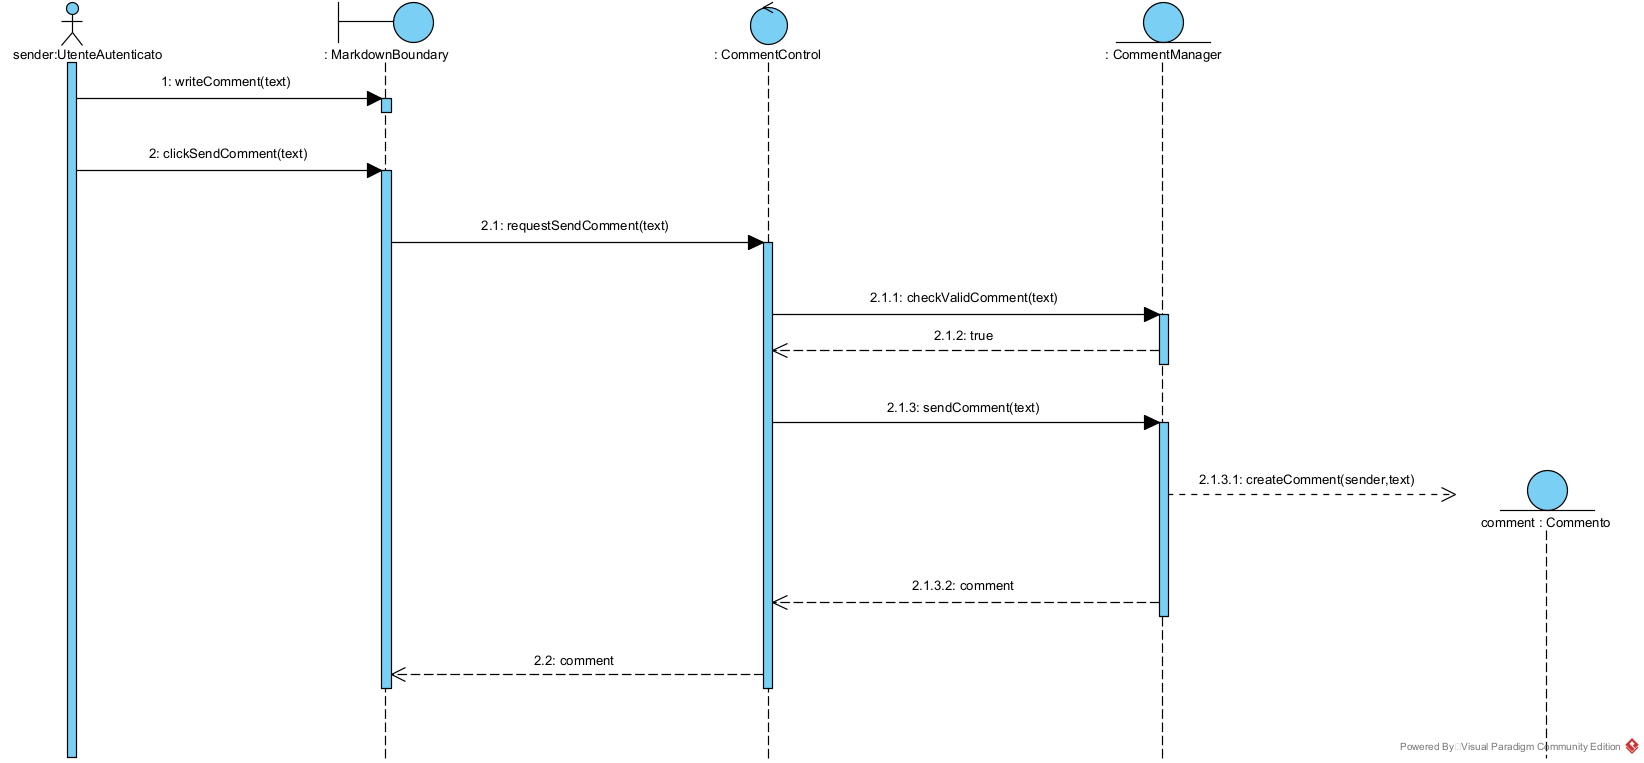 sender:UtenteAutenticato
: MarkdownBoundary
: CommentControl
: CommentManager
1: writeComment(text)
2: clickSendComment(text)
2.1: requestSendComment(text)
2.1.1: checkValidComment(text)
2.1.2: true
2.1.3: sendComment(text)
2.1.3.1: createComment(sender,text)
comment : Commento
2.1.3.2: comment
2.2: comment
Powered By Visual Paradigm Community Edition